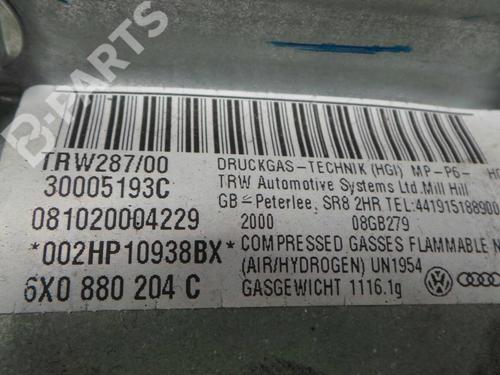 B-PARTS
TRW287/00
30005193C
081020004229
*002HP10938BX*
6X0 880 204 C
DRUCKGAS-TECHNIK (HGI) MP-P6-
TRW Automotive Systems Ltd. Mill Hill
GB-Peterlee, SR8 2HR TEL:441915188900
2000 08GB279
COMPRESSED GASSES FLAMMABLE N
(AIR/HYDROGEN) UN1954
GASGEWICHT 1116.1g